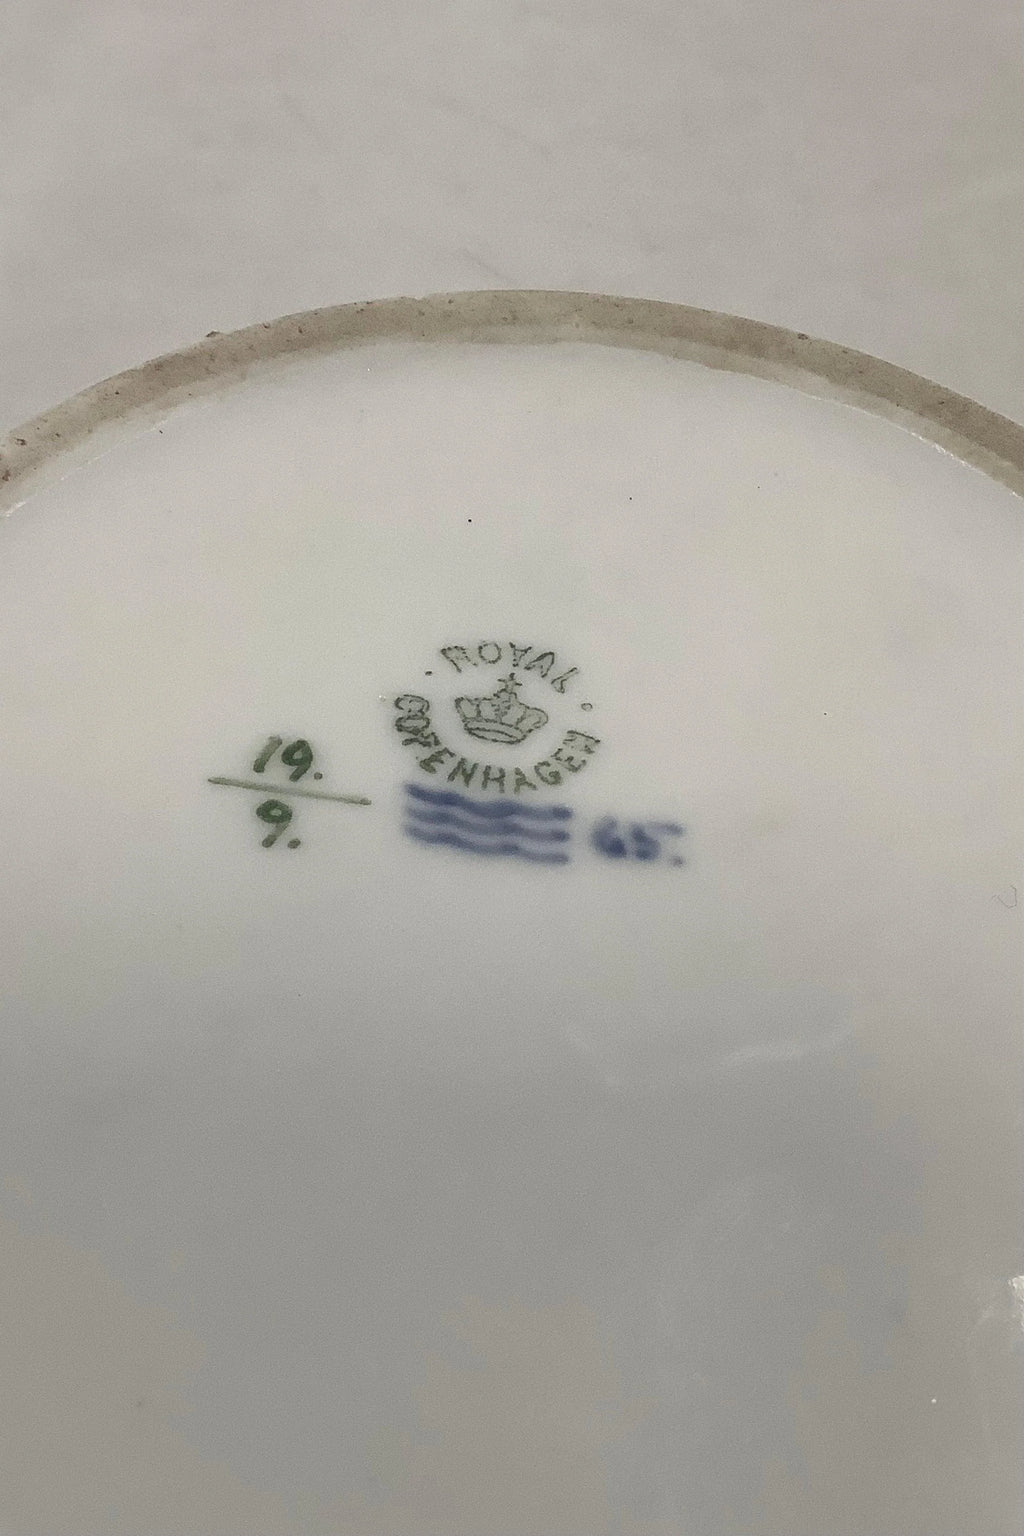 · ROYAL ·
COPENHAGEN
19.
9.
65.